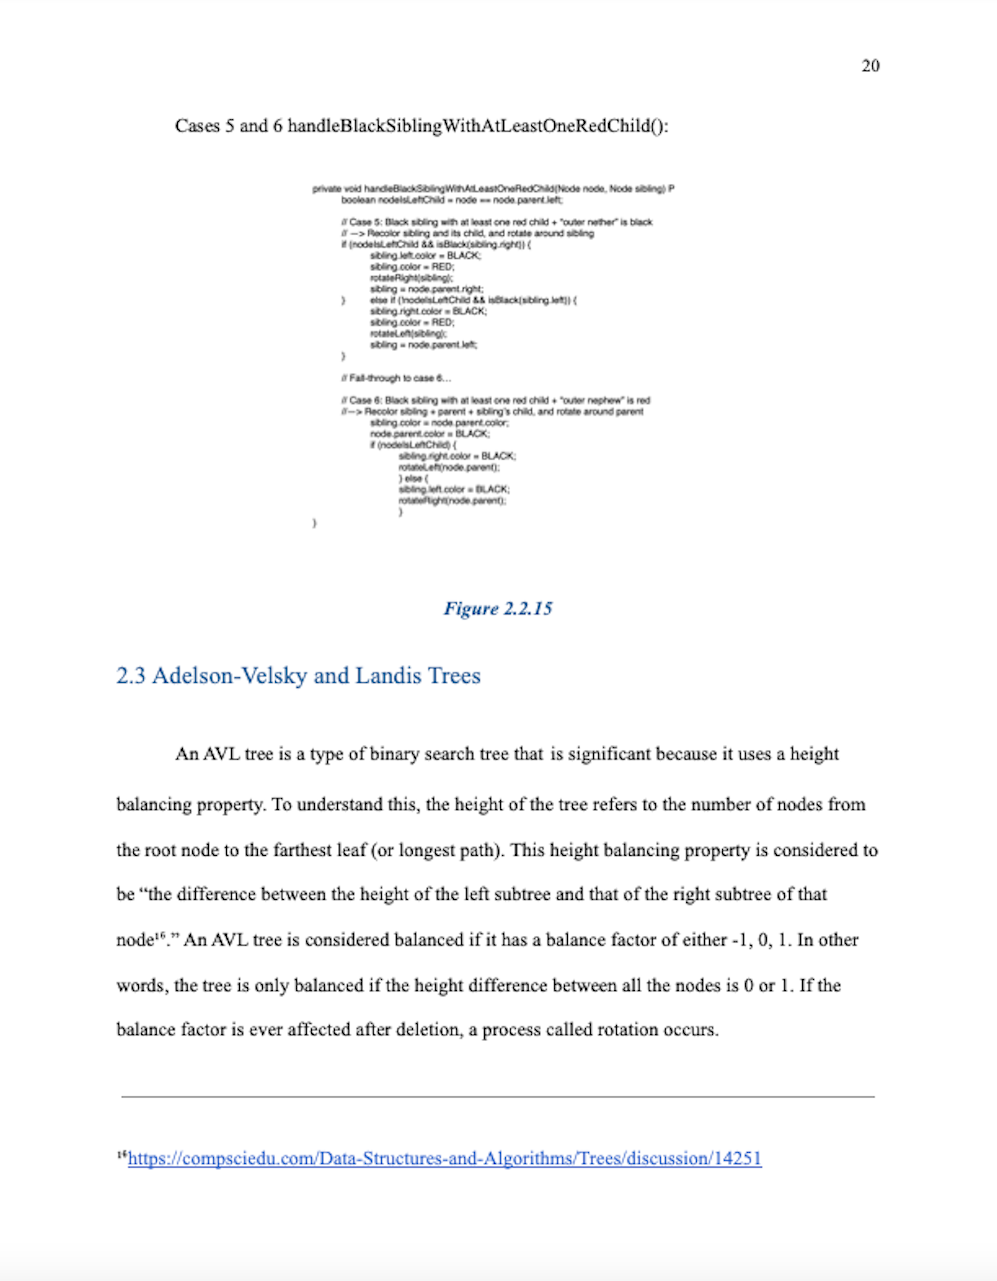 20
Cases 5 and 6 handleBlackSiblingWithAtLeastOneRedChild():
private void handleBlackSiblingWithAtLeastOneRedChild(Node node, Node sibling) P
boolean nodeIsLeftChild = node == node.parent.left;
// Case 5: Black sibling with at least one red child + "outer nether" is black
// --> Recolor sibling and its child, and rotate around sibling
if (nodeIsLeftChild && isBlack(sibling.right)) {
sibling.left.color = BLACK;
sibling.color = RED;
rotateRight(sibling);
sibling = node.parent.right;
} else if (!nodeIsLeftChild && isBlack(sibling.left)) {
sibling.right.color = BLACK;
sibling.color = RED;
rotateLeft(sibling);
sibling = node.parent.left;
}
// Fall-through to case 6...
// Case 6: Black sibling with at least one red child + "outer nephew" is red
//--> Recolor sibling + parent + sibling's child, and rotate around parent
sibling.color = node.parent.color;
node.parent.color = BLACK;
if (nodeIsLeftChild) {
sibling.right.color = BLACK;
rotateLeft(node.parent);
} else {
sibling.left.color = BLACK;
rotateRight(node.parent);
}
}
Figure 2.2.15
2.3 Adelson-Velsky and Landis Trees
An AVL tree is a type of binary search tree that is significant because it uses a height
balancing property. To understand this, the height of the tree refers to the number of nodes from
the root node to the farthest leaf (or longest path). This height balancing property is considered to
be “the difference between the height of the left subtree and that of the right subtree of that
node¹⁶.” An AVL tree is considered balanced if it has a balance factor of either -1, 0, 1. In other
words, the tree is only balanced if the height difference between all the nodes is 0 or 1. If the
balance factor is ever affected after deletion, a process called rotation occurs.
¹⁶https://compsciedu.com/Data-Structures-and-Algorithms/Trees/discussion/14251